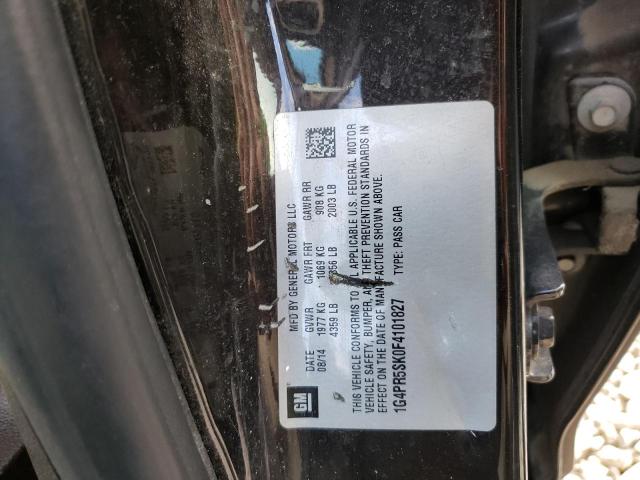 GM
MFD BY GENERAL MOTORS LLC
DATE GVWR GAWR FRT GAWR RR
08/14 1977 KG 1069 KG 908 KG
4359 LB 2356 LB 2003 LB
THIS VEHICLE CONFORMS TO ALL APPLICABLE U.S. FEDERAL MOTOR
VEHICLE SAFETY, BUMPER, AND THEFT PREVENTION STANDARDS IN
EFFECT ON THE DATE OF MANUFACTURE SHOWN ABOVE.
1G4PR5SK0F4101827 TYPE: PASS CAR